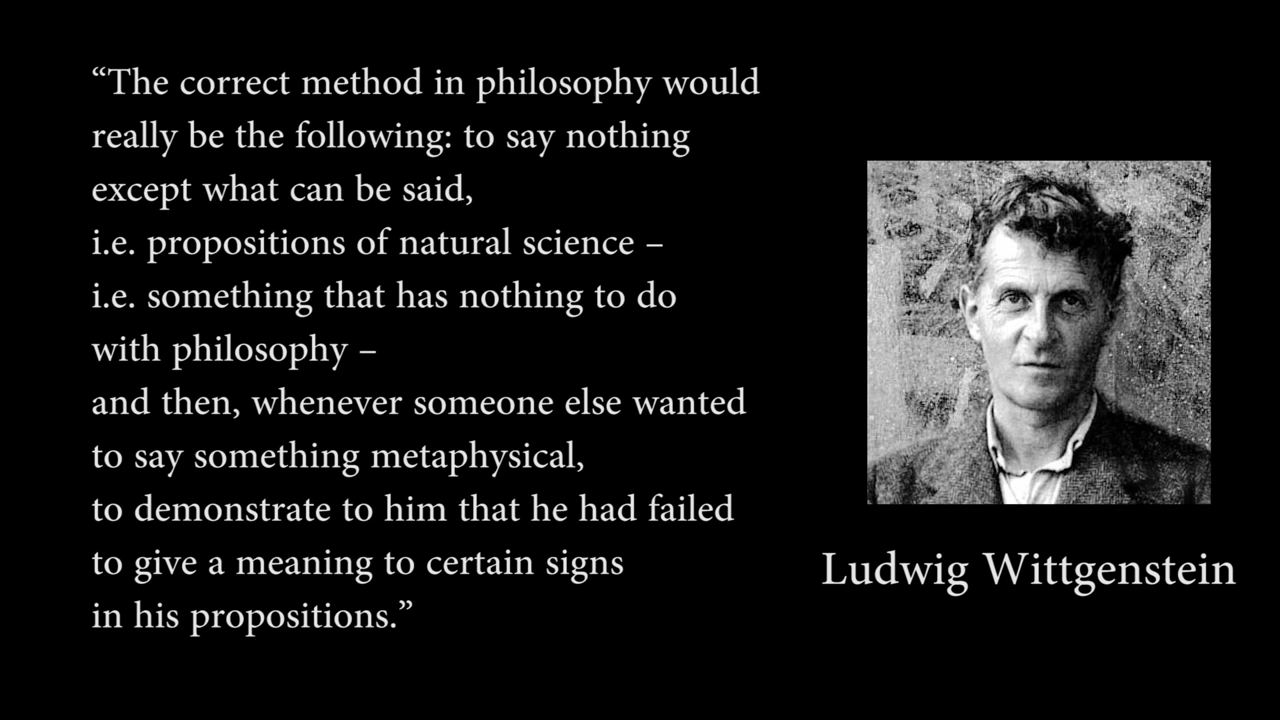 “The correct method in philosophy would
really be the following: to say nothing
except what can be said,
i.e. propositions of natural science –
i.e. something that has nothing to do
with philosophy –
and then, whenever someone else wanted
to say something metaphysical,
to demonstrate to him that he had failed
to give a meaning to certain signs
in his propositions.”
Ludwig Wittgenstein